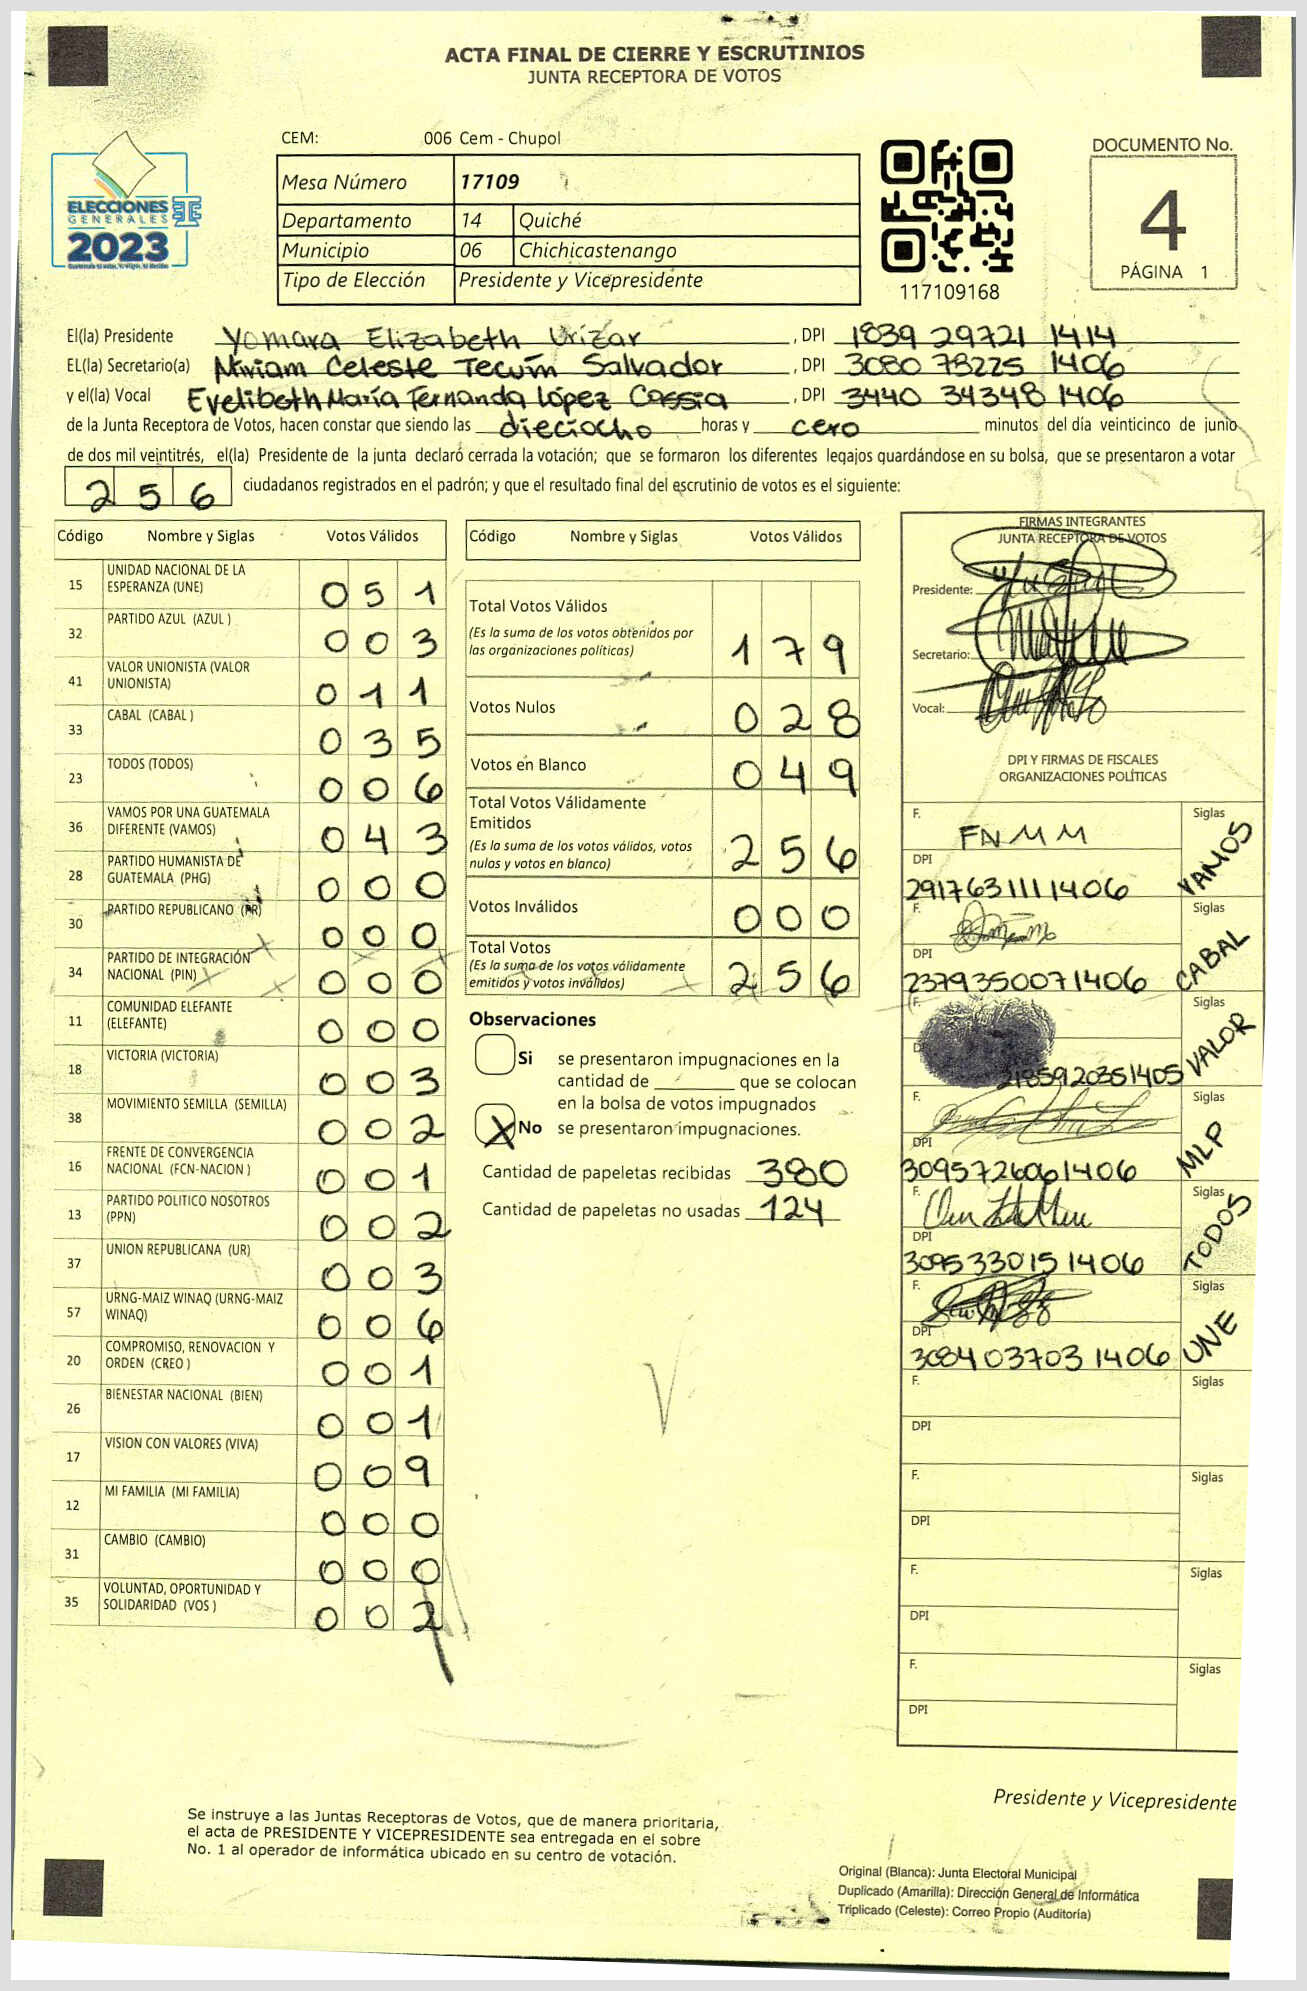 ACTA FINAL DE CIERRE Y ESCRUTINIOS
JUNTA RECEPTORA DE VOTOS
CEM: 006 Cem - Chupol
ELECCIONES
GENERALES
2023
Mesa Número 17109
Departamento 14 Quiché
Municipio 06 Chichicastenango
Tipo de Elección Presidente y Vicepresidente
117109168
DOCUMENTO No.
4
PÁGINA 1
El(la) Presidente Yomara Elizabeth Urízar, DPI 1839 29721 1414
EL(la) Secretario(a) Miriam Celeste Tecum Salvador, DPI 3080 78225 1406
y el(la) Vocal Evelibeth María Fernanda López Cossia, DPI 3440 34348 1406
de la Junta Receptora de Votos, hacen constar que siendo las dieciocho horas y cero minutos del día veinticinco de junio
de dos mil veintitrés, el(la) Presidente de la junta declaró cerrada la votación; que se formaron los diferentes legajos quardándose en su bolsa, que se presentaron a votar
256 ciudadanos registrados en el padrón; y que el resultado final del escrutinio de votos es el siguiente:
Código Nombre y Siglas Votos Válidos
15 UNIDAD NACIONAL DE LA ESPERANZA (UNE) 051
32 PARTIDO AZUL (AZUL ) 003
41 VALOR UNIONISTA (VALOR UNIONISTA) 011
33 CABAL (CABAL ) 035
23 TODOS (TODOS) 006
36 VAMOS POR UNA GUATEMALA DIFERENTE (VAMOS) 043
28 PARTIDO HUMANISTA DE GUATEMALA (PHG) 000
30 PARTIDO REPUBLICANO (PR) 000
34 PARTIDO DE INTEGRACIÓN NACIONAL (PIN) 000
11 COMUNIDAD ELEFANTE (ELEFANTE) 000
18 VICTORIA (VICTORIA) 003
38 MOVIMIENTO SEMILLA (SEMILLA) 002
16 FRENTE DE CONVERGENCIA NACIONAL (FCN-NACION ) 001
13 PARTIDO POLITICO NOSOTROS (PPN) 002
37 UNION REPUBLICANA (UR) 003
57 URNG-MAIZ WINAQ (URNG-MAIZ WINAQ) 006
20 COMPROMISO, RENOVACION Y ORDEN (CREO ) 001
26 BIENESTAR NACIONAL (BIEN) 001
17 VISION CON VALORES (VIVA) 009
12 MI FAMILIA (MI FAMILIA) 000
31 CAMBIO (CAMBIO) 000
35 VOLUNTAD, OPORTUNIDAD Y SOLIDARIDAD (VOS ) 002
Código Nombre y Siglas Votos Válidos
Total Votos Válidos
(Es la suma de los votos obtenidos por
las organizaciones políticas) 179
Votos Nulos 028
Votos en Blanco 049
Total Votos Válidamente
Emitidos
(Es la suma de los votos válidos, votos
nulos y votos en blanco) 256
Votos Inválidos 000
Total Votos
(Es la suma de los votos válidamente
emitidos y votos inválidos) 256
Observaciones
Si se presentaron impugnaciones en la
cantidad de ________ que se colocan
en la bolsa de votos impugnados
X No se presentaron impugnaciones.
Cantidad de papeletas recibidas 380
Cantidad de papeletas no usadas 124
FIRMAS INTEGRANTES
JUNTA RECEPTORA DE VOTOS
Presidente:
Secretario:
Vocal:
DPI Y FIRMAS DE FISCALES
ORGANIZACIONES POLÍTICAS
F. FNMM Siglas VAMOS
DPI 2917631111406
F. Siglas CABAL
DPI 2379350071406
F. Siglas VALOR
2185920351405
F. Siglas MLP
DPI 3095726061406
F. Siglas TODOS
DPI 3095330151406
F. Siglas UNE
DPI 3084037031406
F. Siglas
DPI
F. Siglas
DPI
F. Siglas
DPI
F. Siglas
DPI
Presidente y Vicepresidente
Se instruye a las Juntas Receptoras de Votos, que de manera prioritaria,
el acta de PRESIDENTE Y VICEPRESIDENTE sea entregada en el sobre
No. 1 al operador de informática ubicado en su centro de votación.
Original (Blanca): Junta Electoral Municipal
Duplicado (Amarilla): Dirección General de Informática
Triplicado (Celeste): Correo Propio (Auditoría)